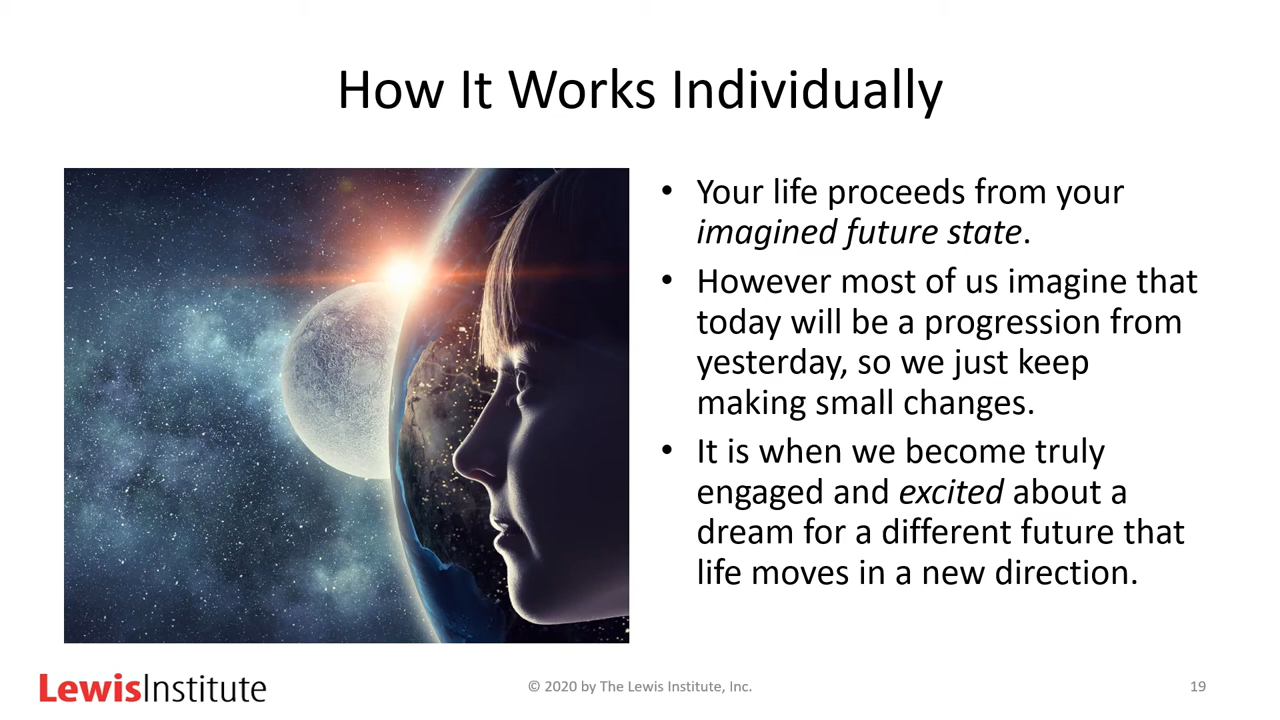 How It Works Individually
• Your life proceeds from your
imagined future state.
• However most of us imagine that
today will be a progression from
yesterday, so we just keep
making small changes.
• It is when we become truly
engaged and excited about a
dream for a different future that
life moves in a new direction.
LewisInstitute
© 2020 by The Lewis Institute, Inc.
19